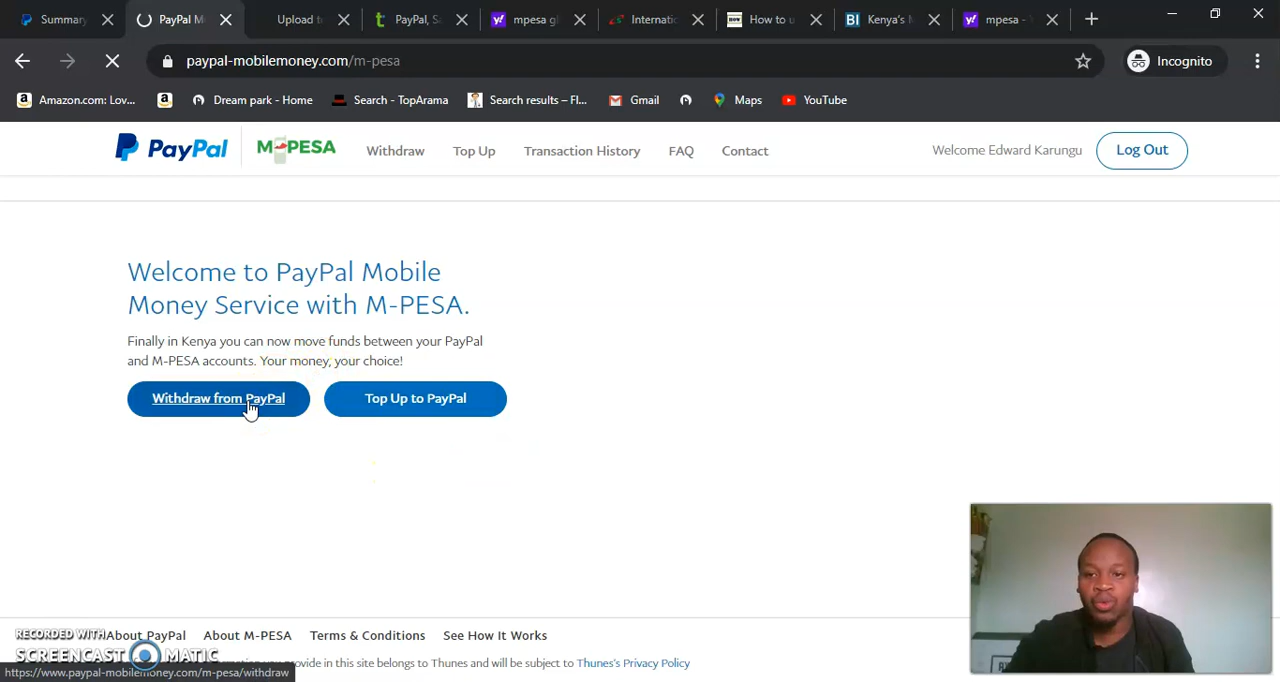 Summary
PayPal M
Upload t
PayPal, S
mpesa gl
Internatio
HOW
How to u
BI
Kenya's
mpesa -
paypal-mobilemoney.com/m-pesa
Incognito
Amazon.com: Lov...
Dream park - Home
Search - TopArama
Search results – Fl...
Gmail
Maps
YouTube
PayPal
M-PESA
Withdraw
Top Up
Transaction History
FAQ
Contact
Welcome Edward Karungu
Log Out
Welcome to PayPal Mobile
Money Service with M-PESA.
Finally in Kenya you can now move funds between your PayPal
and M-PESA accounts. Your money, your choice!
Withdraw from PayPal
Top Up to PayPal
About PayPal
About M-PESA
Terms & Conditions
See How It Works
RECORDED WITH
SCREENCAST MATIC
provide in this site belongs to Thunes and will be subject to Thunes's Privacy Policy
https://www.paypal-mobilemoney.com/m-pesa/withdraw